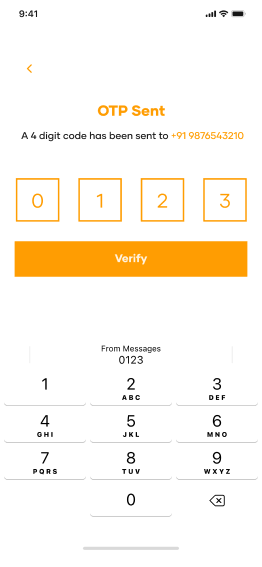 9:41
OTP Sent
A 4 digit code has been sent to +91 9876543210
0 1 2 3
Verify
From Messages
0123
1 2 3
ABC DEF
4 5 6
GHI JKL MNO
7 8 9
PQRS TUV WXYZ
0